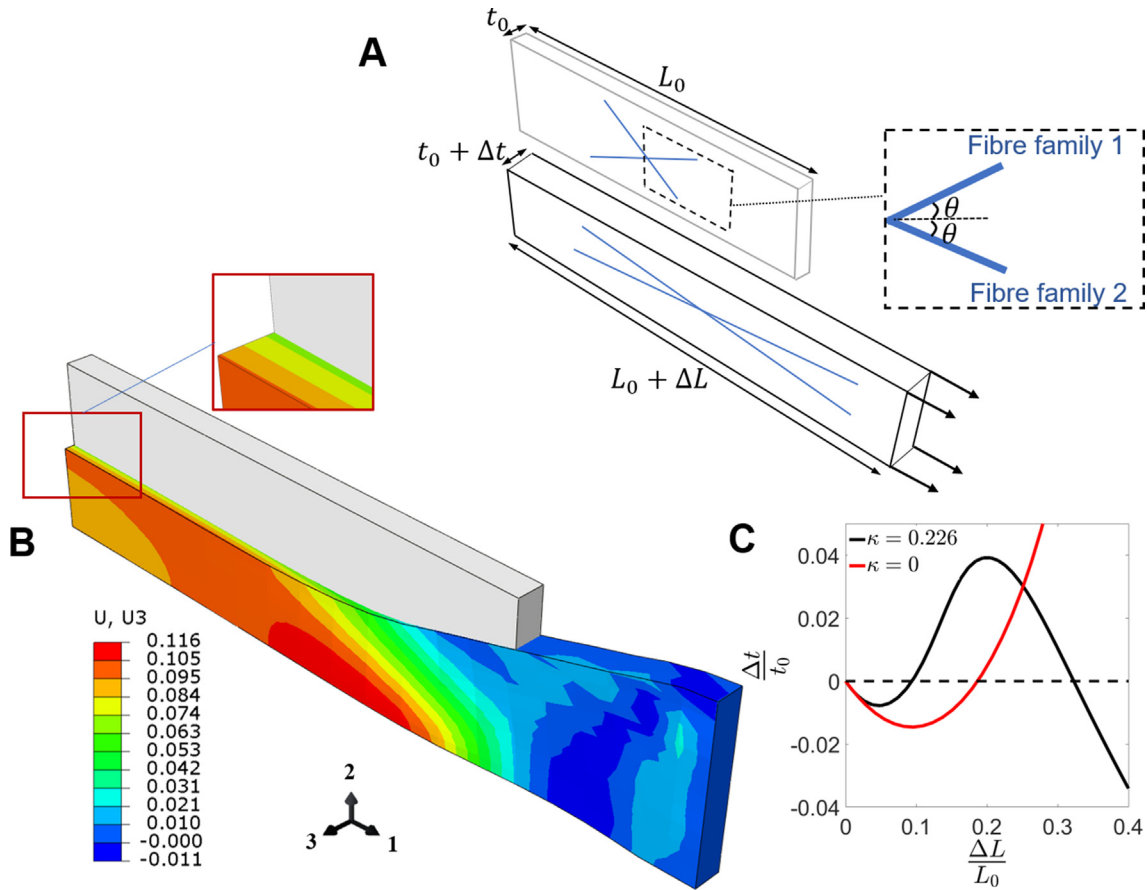 A
t₀
L₀
t₀ + Δt
Fibre family 1
θ
θ
Fibre family 2
L₀ + ΔL
B
U, U3
0.116
0.105
0.095
0.084
0.074
0.063
0.042
0.031
0.021
0.010
-0.000
-0.011
2
3
1
C
κ = 0.226
κ = 0
Δt
t₀
0.04
0.02
0
-0.02
-0.04
0 0.1 0.2 0.3 0.4
ΔL
L₀